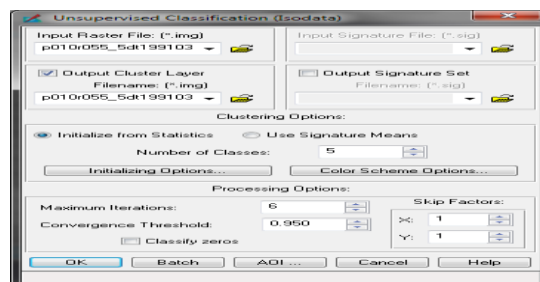 Unsupervised Classification (Isodata)
Input Raster File: (*.img)
Input Signature File: (*.sig)
p010r055_5dt199103
Output Cluster Layer
Output Signature Set
Filename: (*.img)
Filename: (*.sig)
p010r055_5dt199103
Clustering Options:
Initialize from Statistics
Use Signature Means
Number of Classes: 5
Initializing Options...
Color Scheme Options...
Processing Options:
Maximum Iterations: 6
Skip Factors:
Convergence Threshold: 0.950
X: 1
Classify zeros
Y: 1
OK
Batch
AOI ...
Cancel
Help